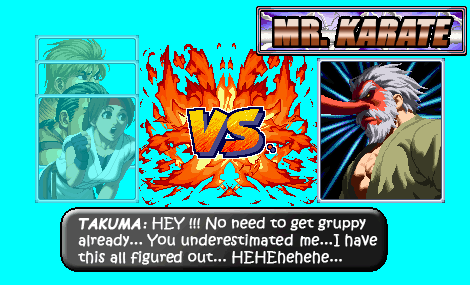 MR. KARATE
VS
TAKUMA: HEY !!! No need to get gruppy
already... You underestimated me...I have
this all figured out... HEHEhehehe...